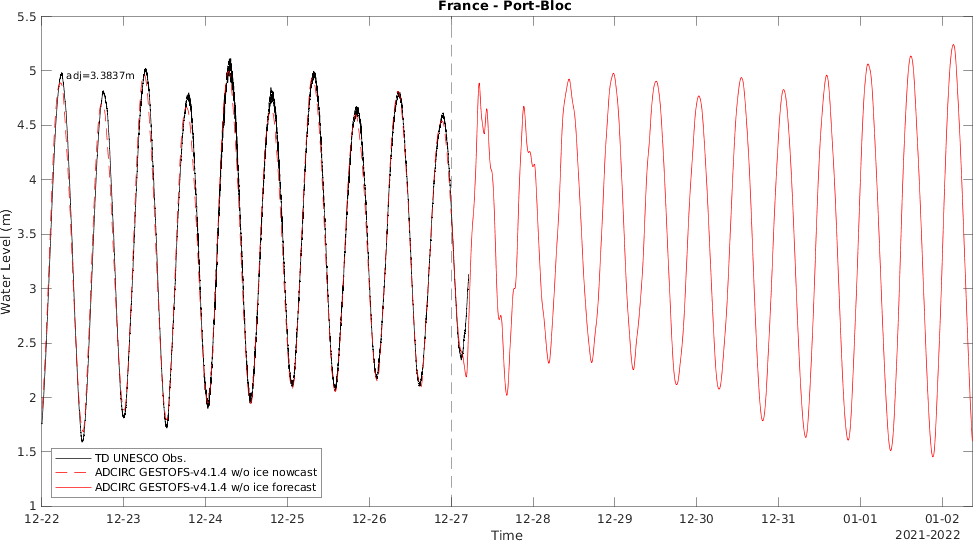 France - Port-Bloc
adj=3.3837m
5.5
5
4.5
4
3.5
3
2.5
2
1.5
1
Water Level (m)
TD UNESCO Obs.
ADCIRC GESTOFS-v4.1.4 w/o ice nowcast
ADCIRC GESTOFS-v4.1.4 w/o ice forecast
12-22 12-23 12-24 12-25 12-26 12-27 12-28 12-29 12-30 12-31 01-01 01-02
Time
2021-2022